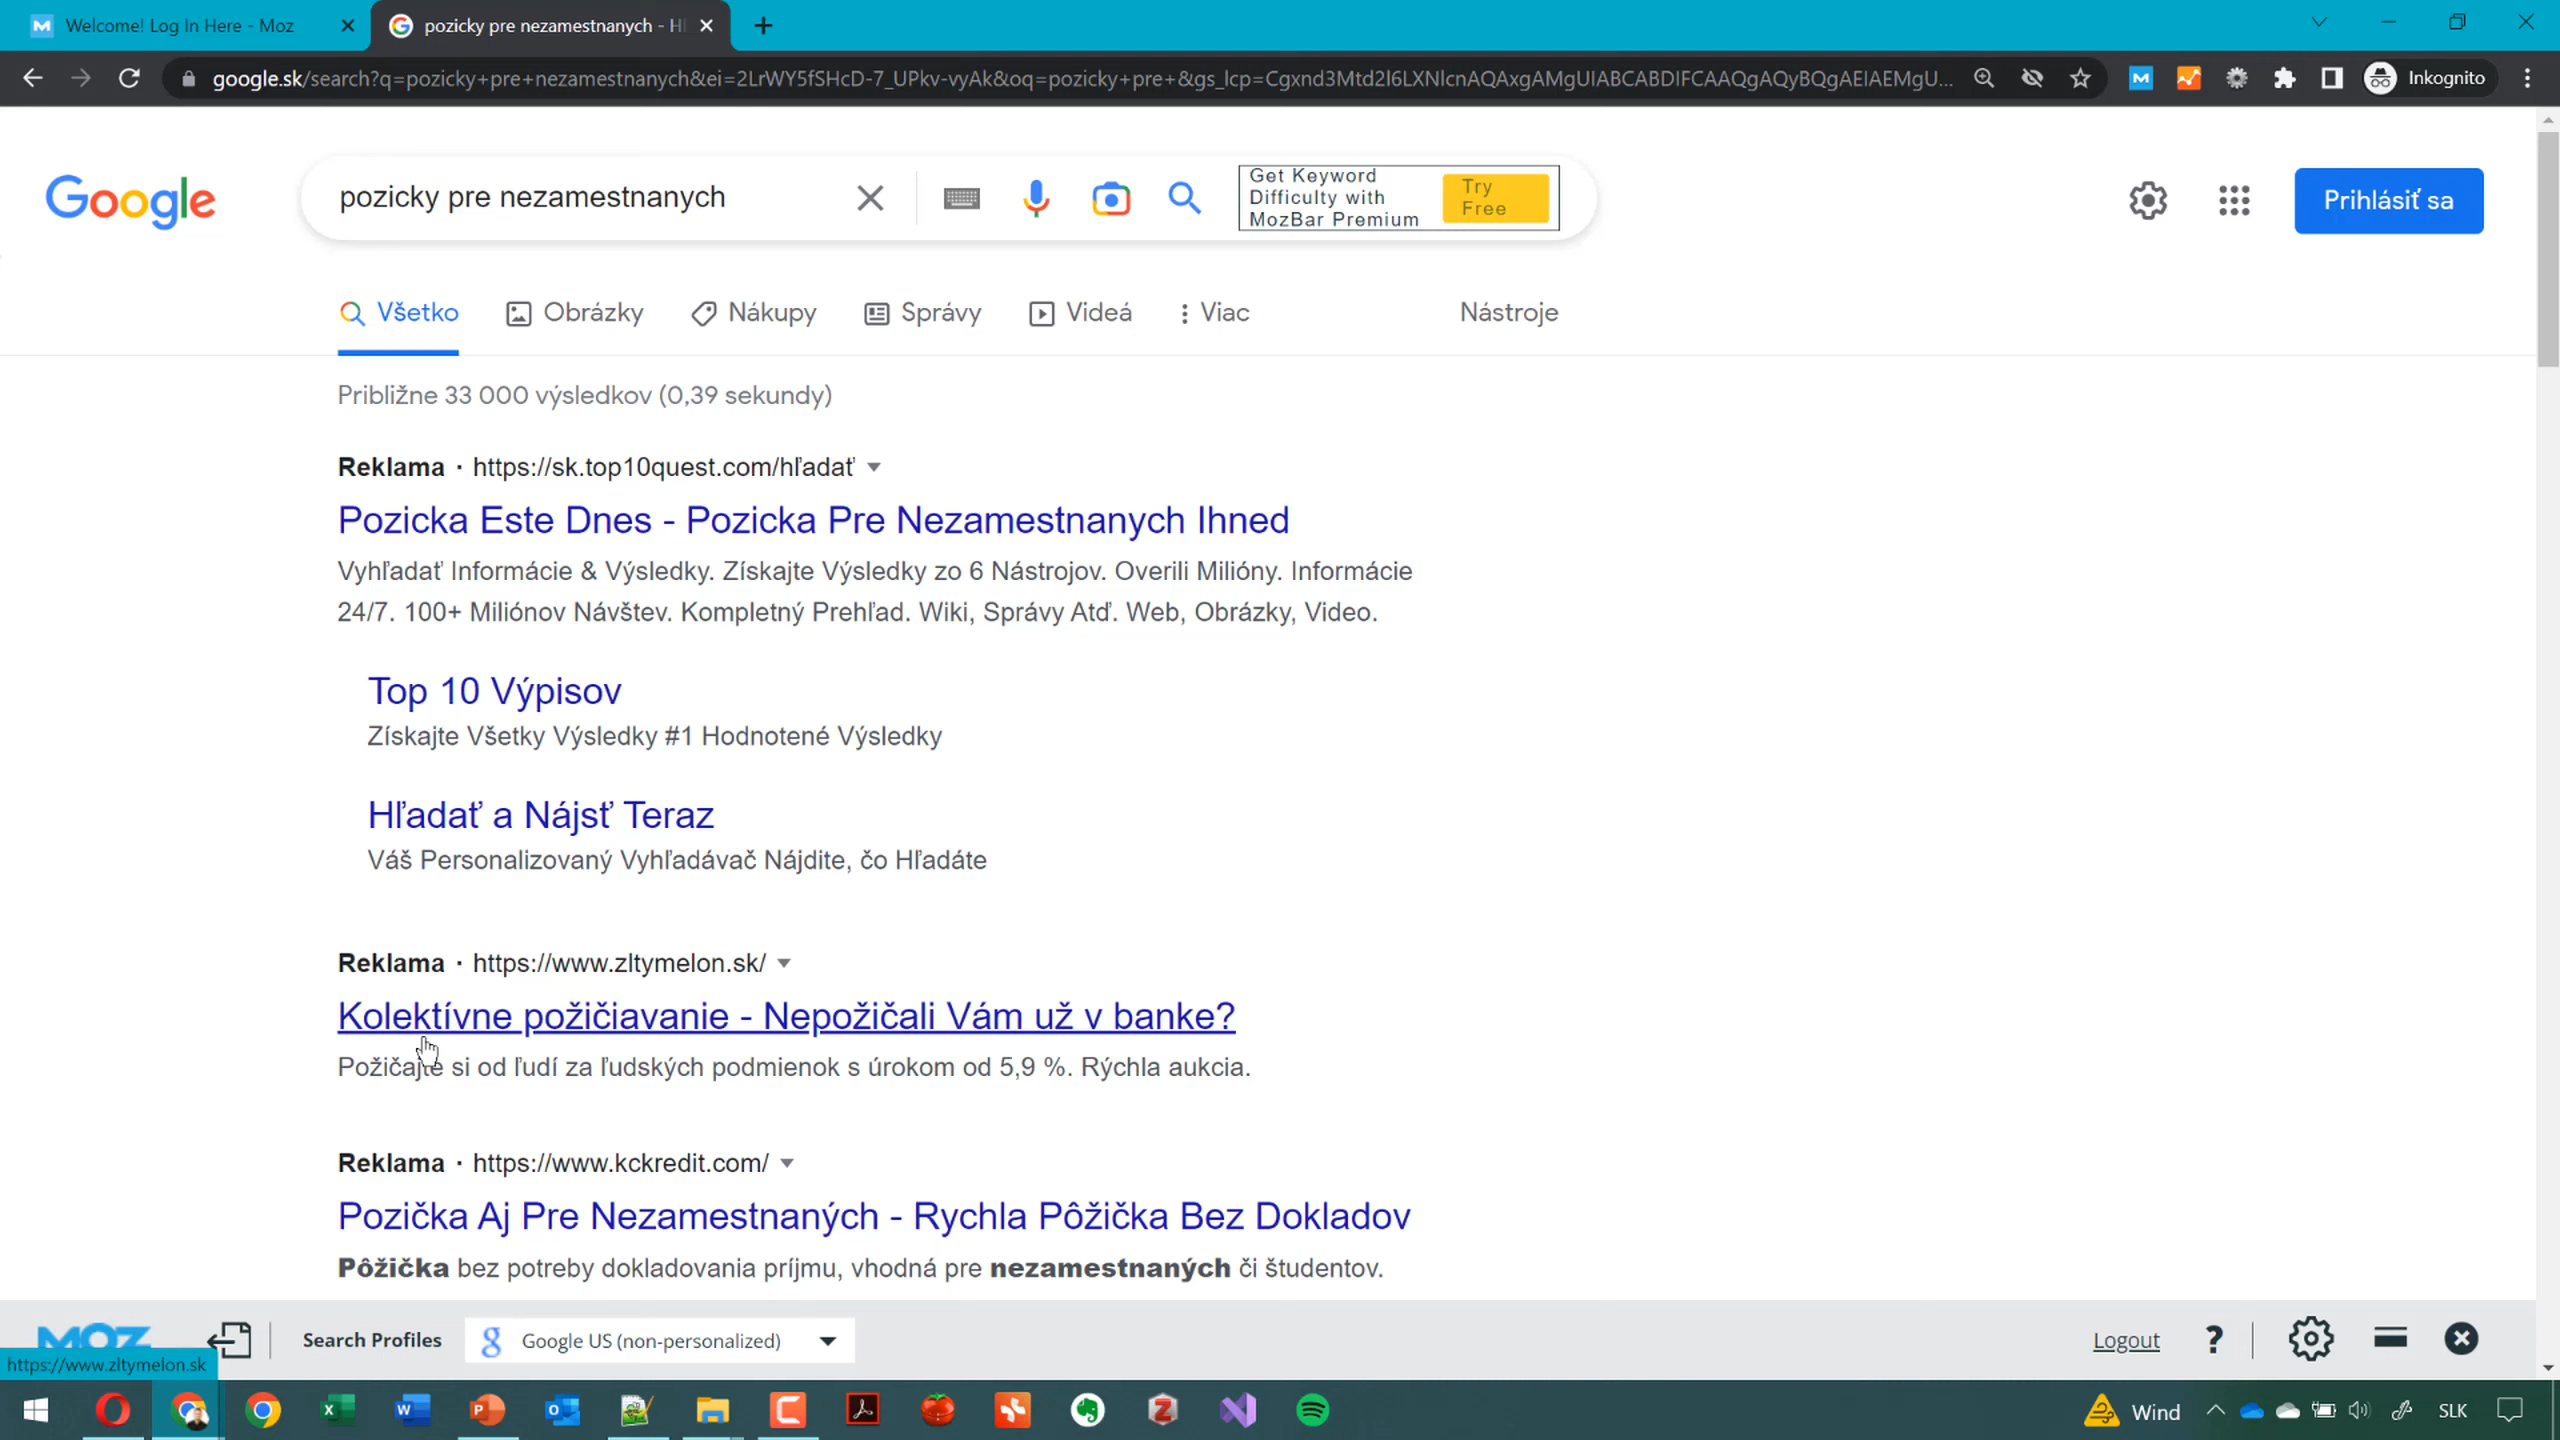 Welcome! Log In Here - Moz
pozicky pre nezamestnanych - H
google.sk/search?q=pozicky+pre+nezamestnanych&ei=2LrWY5fSHcD-7_UPkv-vyAk&oq=pozicky+pre+&gs_lcp=Cgxnd3Mtd2l6LXNlcnAQAxgAMgUIABCABDIFCAAQgAQyBQgAEIAEMgU...
Inkognito
Google
pozicky pre nezamestnanych
Get Keyword
Difficulty with
MozBar Premium
Try
Free
Prihlásiť sa
Všetko
Obrázky
Nákupy
Správy
Videá
Viac
Nástroje
Približne 33 000 výsledkov (0,39 sekundy)
Reklama · https://sk.top10quest.com/hľadať
Pozicka Este Dnes - Pozicka Pre Nezamestnanych Ihned
Vyhľadať Informácie & Výsledky. Získajte Výsledky zo 6 Nástrojov. Overili Milióny. Informácie
24/7. 100+ Miliónov Návštev. Kompletný Prehľad. Wiki, Správy Atď. Web, Obrázky, Video.
Top 10 Výpisov
Získajte Všetky Výsledky #1 Hodnotené Výsledky
Hľadať a Nájsť Teraz
Váš Personalizovaný Vyhľadávač Nájdite, čo Hľadáte
Reklama · https://www.zltymelon.sk/
Kolektívne požičiavanie - Nepožičali Vám už v banke?
Požičajte si od ľudí za ľudských podmienok s úrokom od 5,9 %. Rýchla aukcia.
Reklama · https://www.kckredit.com/
Pozička Aj Pre Nezamestnaných - Rychla Pôžička Bez Dokladov
Pôžička bez potreby dokladovania príjmu, vhodná pre nezamestnaných či študentov.
MOZ
Search Profiles
Google US (non-personalized)
Logout
?
https://www.zltymelon.sk
Wind
SLK